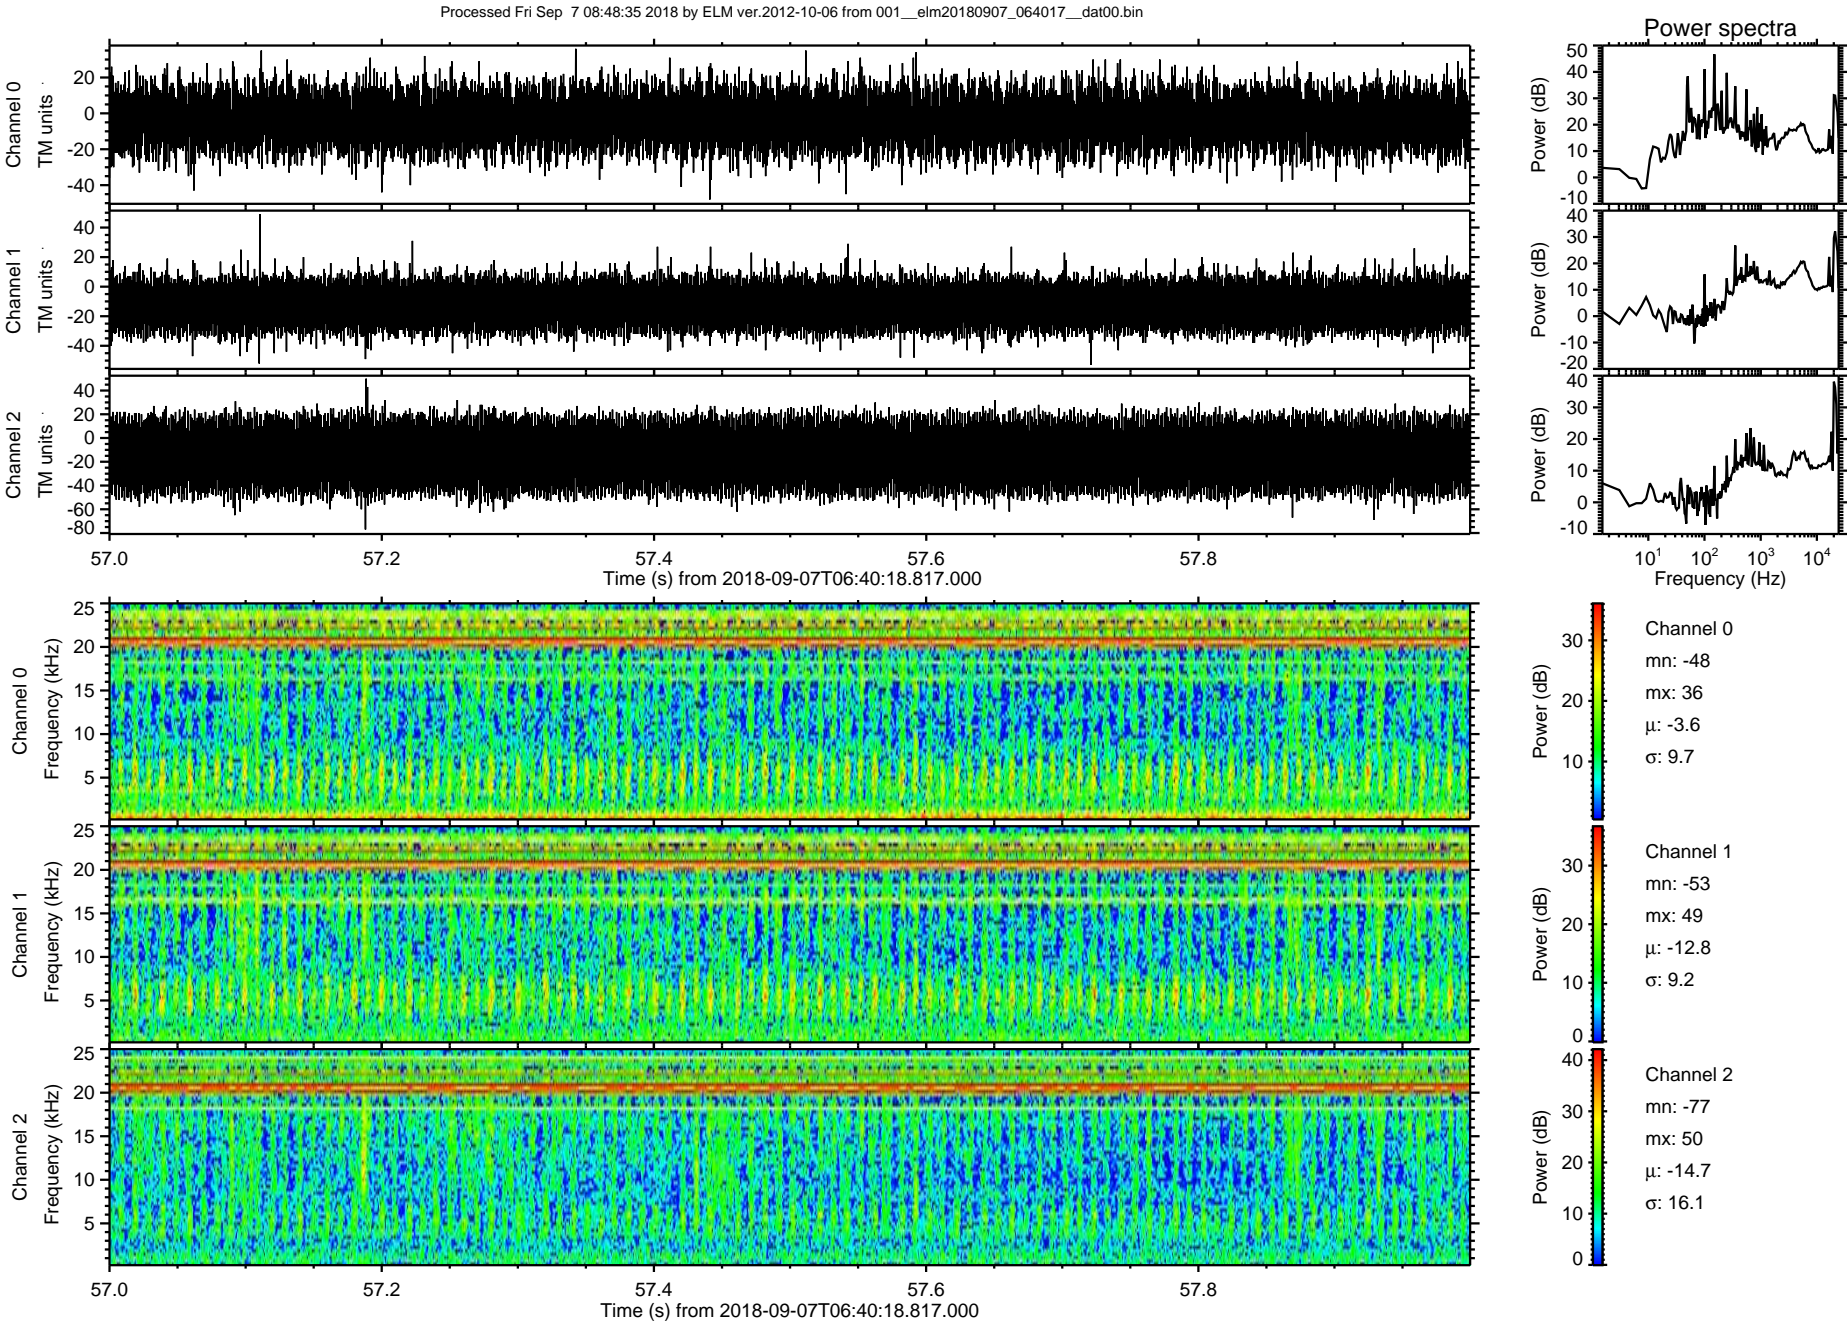 Processed Fri Sep  7 08:48:35 2018 by ELM ver.2012-10-06 from 001__elm20180907_064017__dat00.bin
Power spectra
Channel 0
TM units
20
0
-20
-40
Power (dB)
50
40
30
20
10
0
-10
Channel 1
TM units
40
20
0
-20
-40
Power (dB)
40
30
20
10
0
-10
-20
Channel 2
TM units
40
20
0
-20
-40
-60
-80
Power (dB)
40
30
20
10
0
-10
57.0 57.2 57.4 57.6 57.8
Time (s) from 2018-09-07T06:40:18.817.000
10¹ 10² 10³ 10⁴
Frequency (Hz)
Channel 0
Frequency (kHz)
25
20
15
10
5
Power (dB)
30
20
10
Channel 0
mn: -48
mx: 36
μ: -3.6
σ: 9.7
Channel 1
Frequency (kHz)
25
20
15
10
5
Power (dB)
30
20
10
0
Channel 1
mn: -53
mx: 49
μ: -12.8
σ: 9.2
Channel 2
Frequency (kHz)
25
20
15
10
5
Power (dB)
40
30
20
10
0
Channel 2
mn: -77
mx: 50
μ: -14.7
σ: 16.1
57.0 57.2 57.4 57.6 57.8
Time (s) from 2018-09-07T06:40:18.817.000